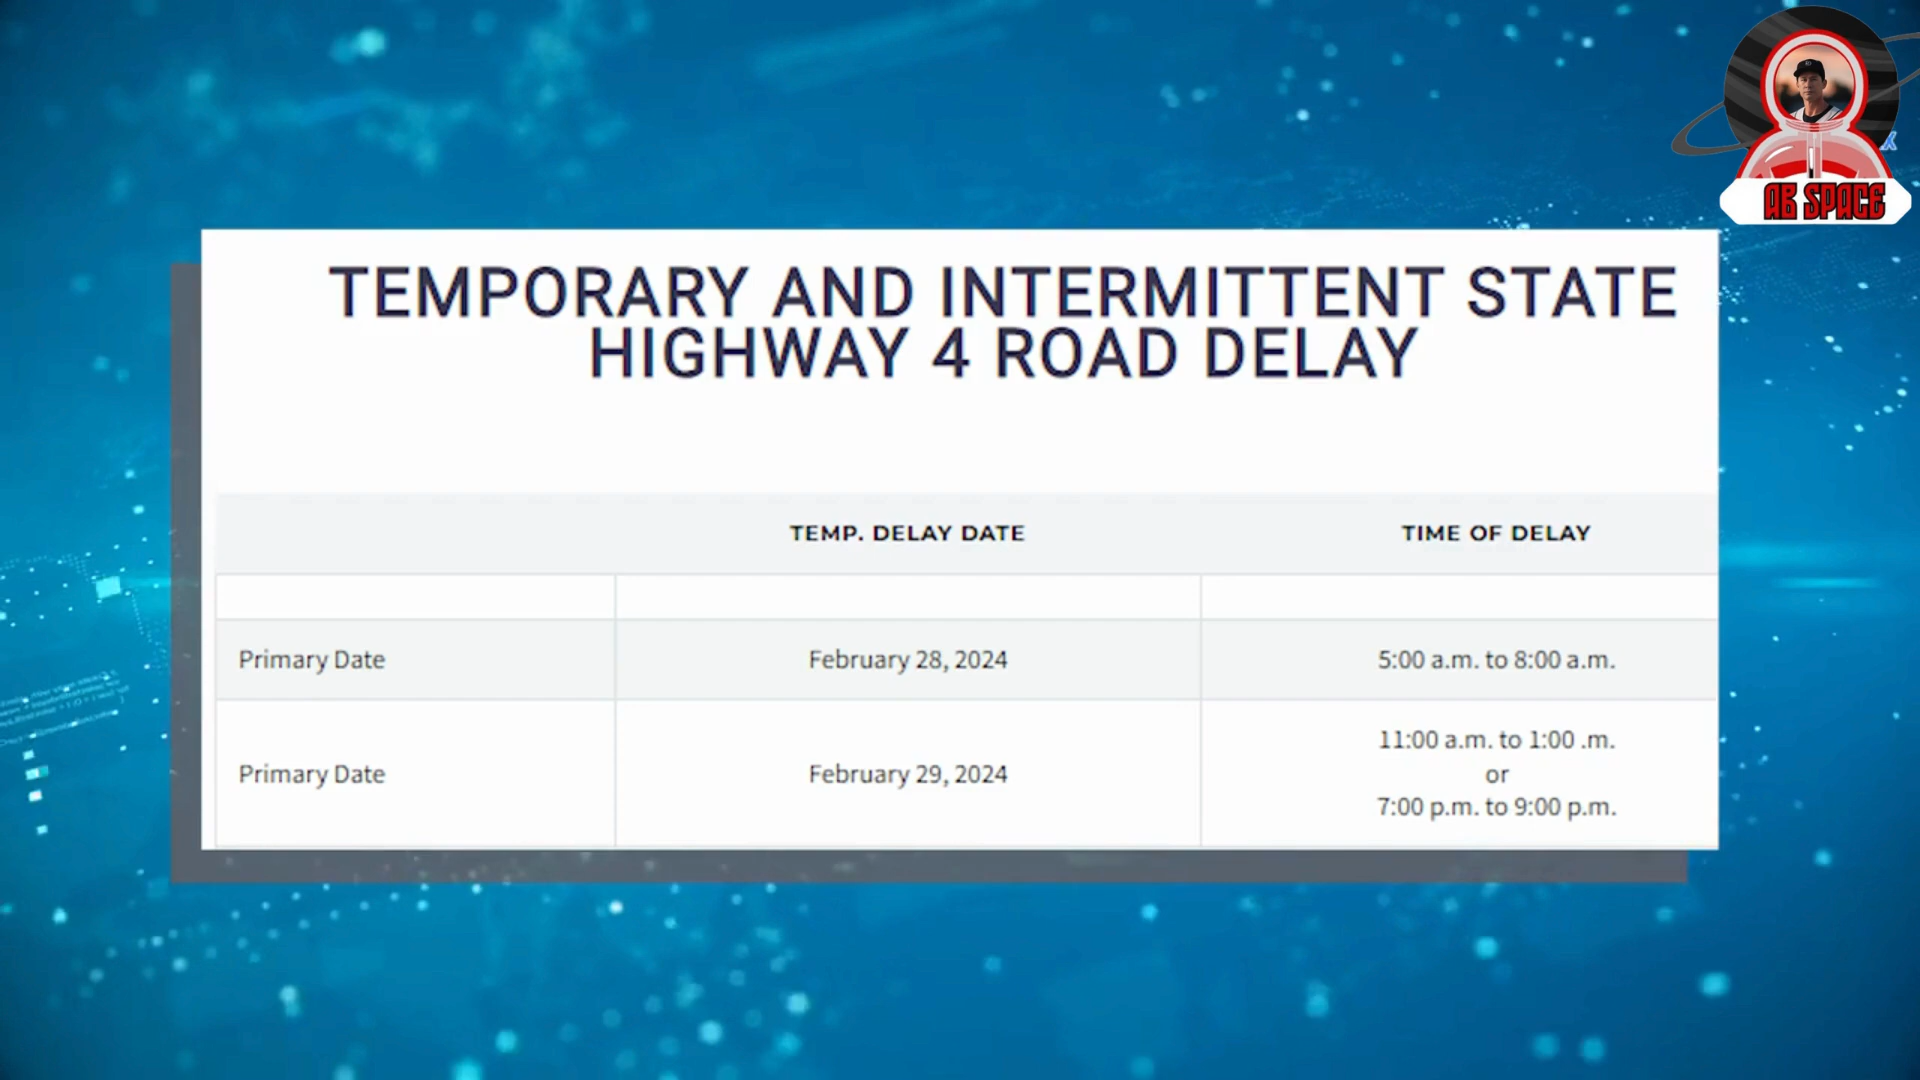 AB SPACE
TEMPORARY AND INTERMITTENT STATE
HIGHWAY 4 ROAD DELAY
TEMP. DELAY DATE TIME OF DELAY
Primary Date February 28, 2024 5:00 a.m. to 8:00 a.m.
Primary Date February 29, 2024 11:00 a.m. to 1:00 .m.
or
7:00 p.m. to 9:00 p.m.